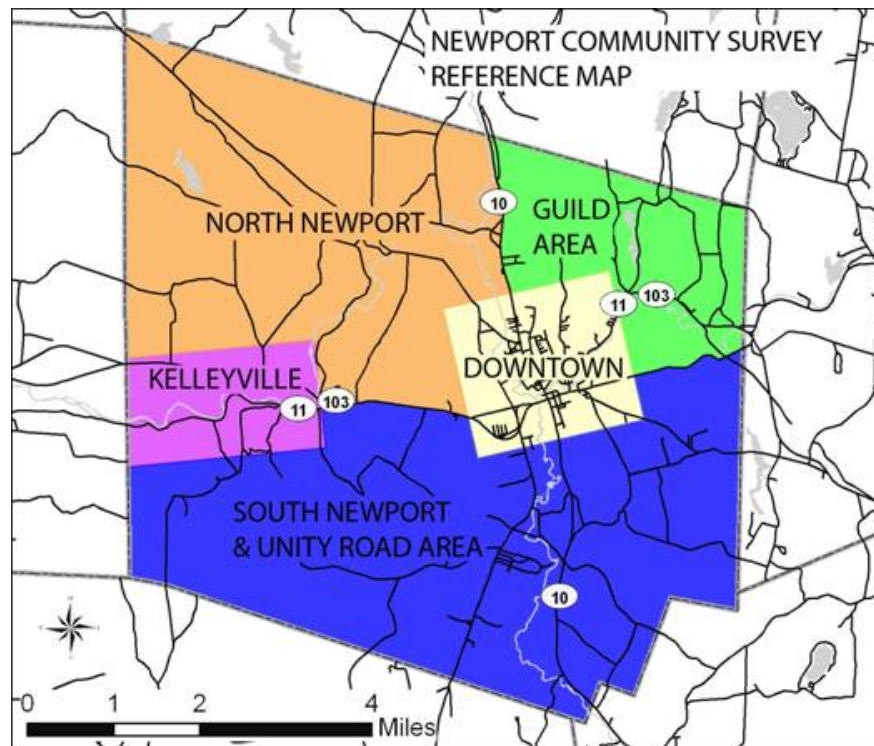 NEWPORT COMMUNITY SURVEY
REFERENCE MAP
10
GUILD
AREA
NORTH NEWPORT
11
103
DOWNTOWN
KELLEYVILLE
11
103
SOUTH NEWPORT
& UNITY ROAD AREA
10
0 1 2 4
Miles